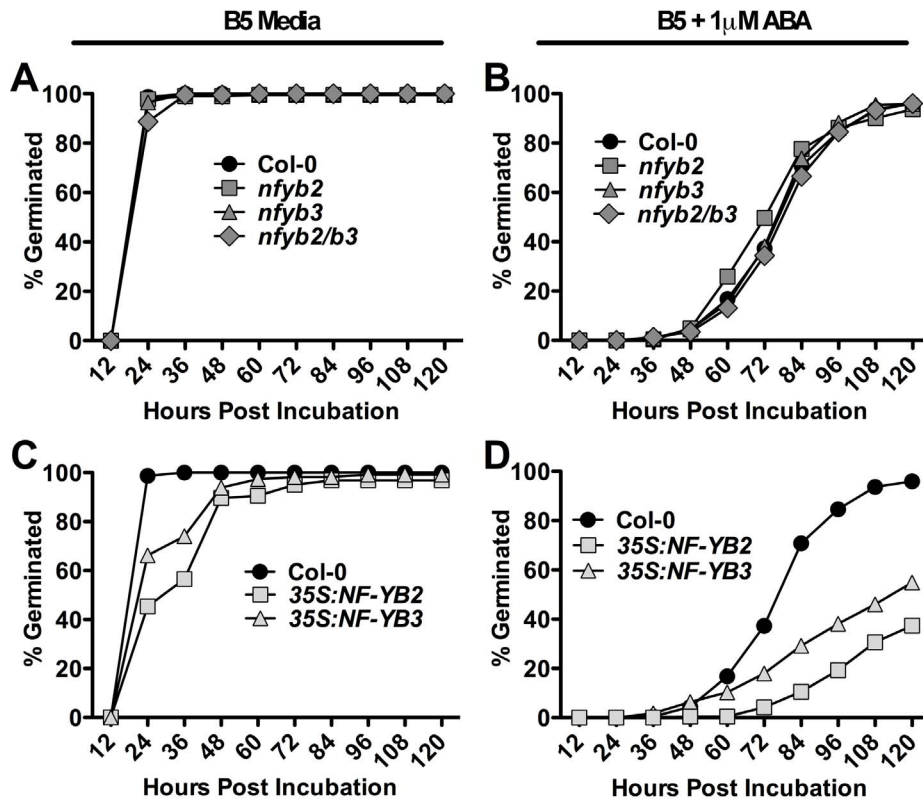 B5 Media
B5 + 1μM ABA
A
% Germinated
100
80
60
40
20
0
Col-0
nfyb2
nfyb3
nfyb2/b3
12 24 36 48 60 72 84 96 108 120
Hours Post Incubation
B
% Germinated
100
80
60
40
20
0
Col-0
nfyb2
nfyb3
nfyb2/b3
12 24 36 48 60 72 84 96 108 120
Hours Post Incubation
C
% Germinated
100
80
60
40
20
0
Col-0
35S:NF-YB2
35S:NF-YB3
12 24 36 48 60 72 84 96 108 120
Hours Post Incubation
D
% Germinated
100
80
60
40
20
0
Col-0
35S:NF-YB2
35S:NF-YB3
12 24 36 48 60 72 84 96 108 120
Hours Post Incubation